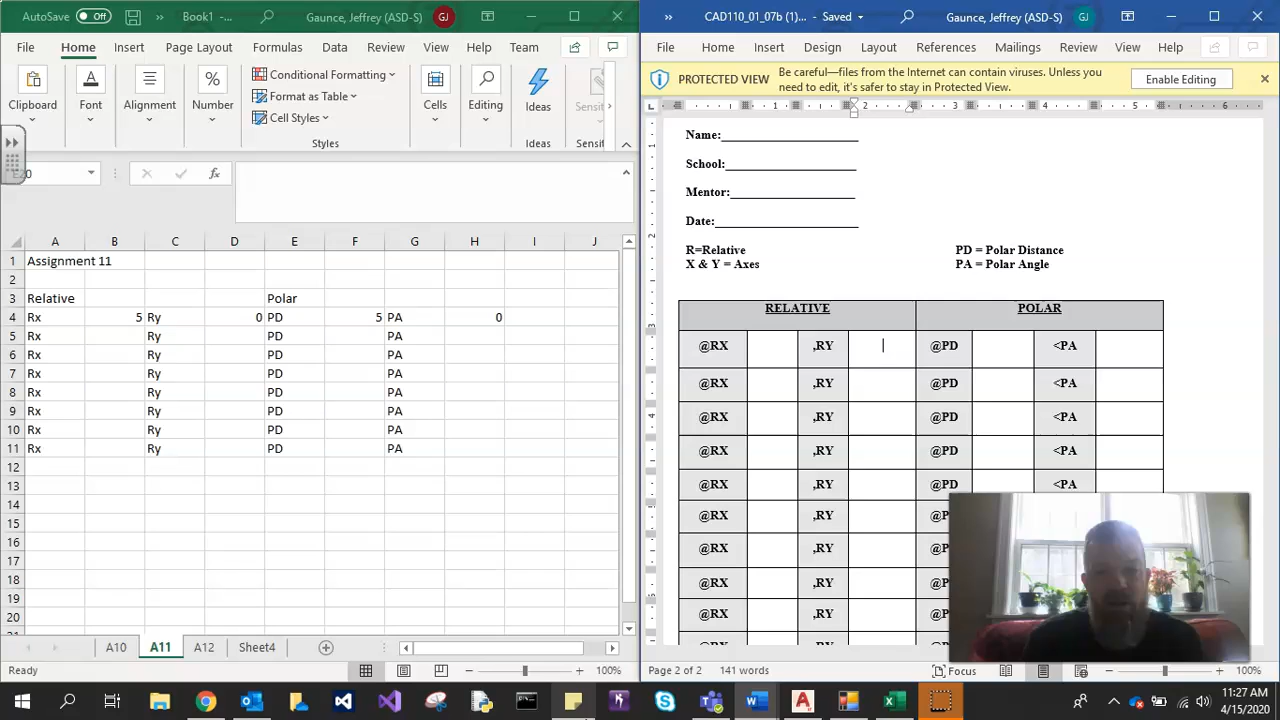 AutoSave Off Book1 -... Gaunce, Jeffrey (ASD-S) GJ
File Home Insert Page Layout Formulas Data Review View Help Team
Clipboard Font Alignment Number Conditional Formatting Format as Table Cell Styles Cells Editing Ideas Sensit
Styles Ideas Sensit
fx
A B C D E F G H I J
1 Assignment 11
2
3 Relative Polar
4 Rx 5 Ry 0 PD 5 PA 0
5 Rx Ry PD PA
6 Rx Ry PD PA
7 Rx Ry PD PA
8 Rx Ry PD PA
9 Rx Ry PD PA
10 Rx Ry PD PA
11 Rx Ry PD PA
12
13
14
15
16
17
18
19
20
A10 A11 A12 Sheet4
Ready 100%
CAD110_01_07b (1)... - Saved Gaunce, Jeffrey (ASD-S) GJ
File Home Insert Design Layout References Mailings Review View Help
PROTECTED VIEW Be careful—files from the Internet can contain viruses. Unless you
need to edit, it's safer to stay in Protected View. Enable Editing
1 2 3 4 5 6
Name:
School:
Mentor:
Date:
R=Relative PD = Polar Distance
X & Y = Axes PA = Polar Angle
RELATIVE POLAR
@RX ,RY @PD <PA
@RX ,RY @PD <PA
@RX ,RY @PD <PA
@RX ,RY @PD <PA
@RX ,RY @PD <PA
@RX ,RY
@RX ,RY
@RX ,RY
@RX ,RY
Page 2 of 2 141 words Focus 100%
11:27 AM
4/15/2020